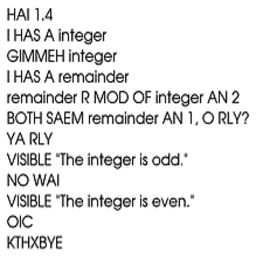 HAI 1.4
I HAS A integer
GIMMEH integer
I HAS A remainder
remainder R MOD OF integer AN 2
BOTH SAEM remainder AN 1, O RLY?
YA RLY
VISIBLE "The integer is odd."
NO WAI
VISIBLE "The integer is even."
OIC
KTHXBYE